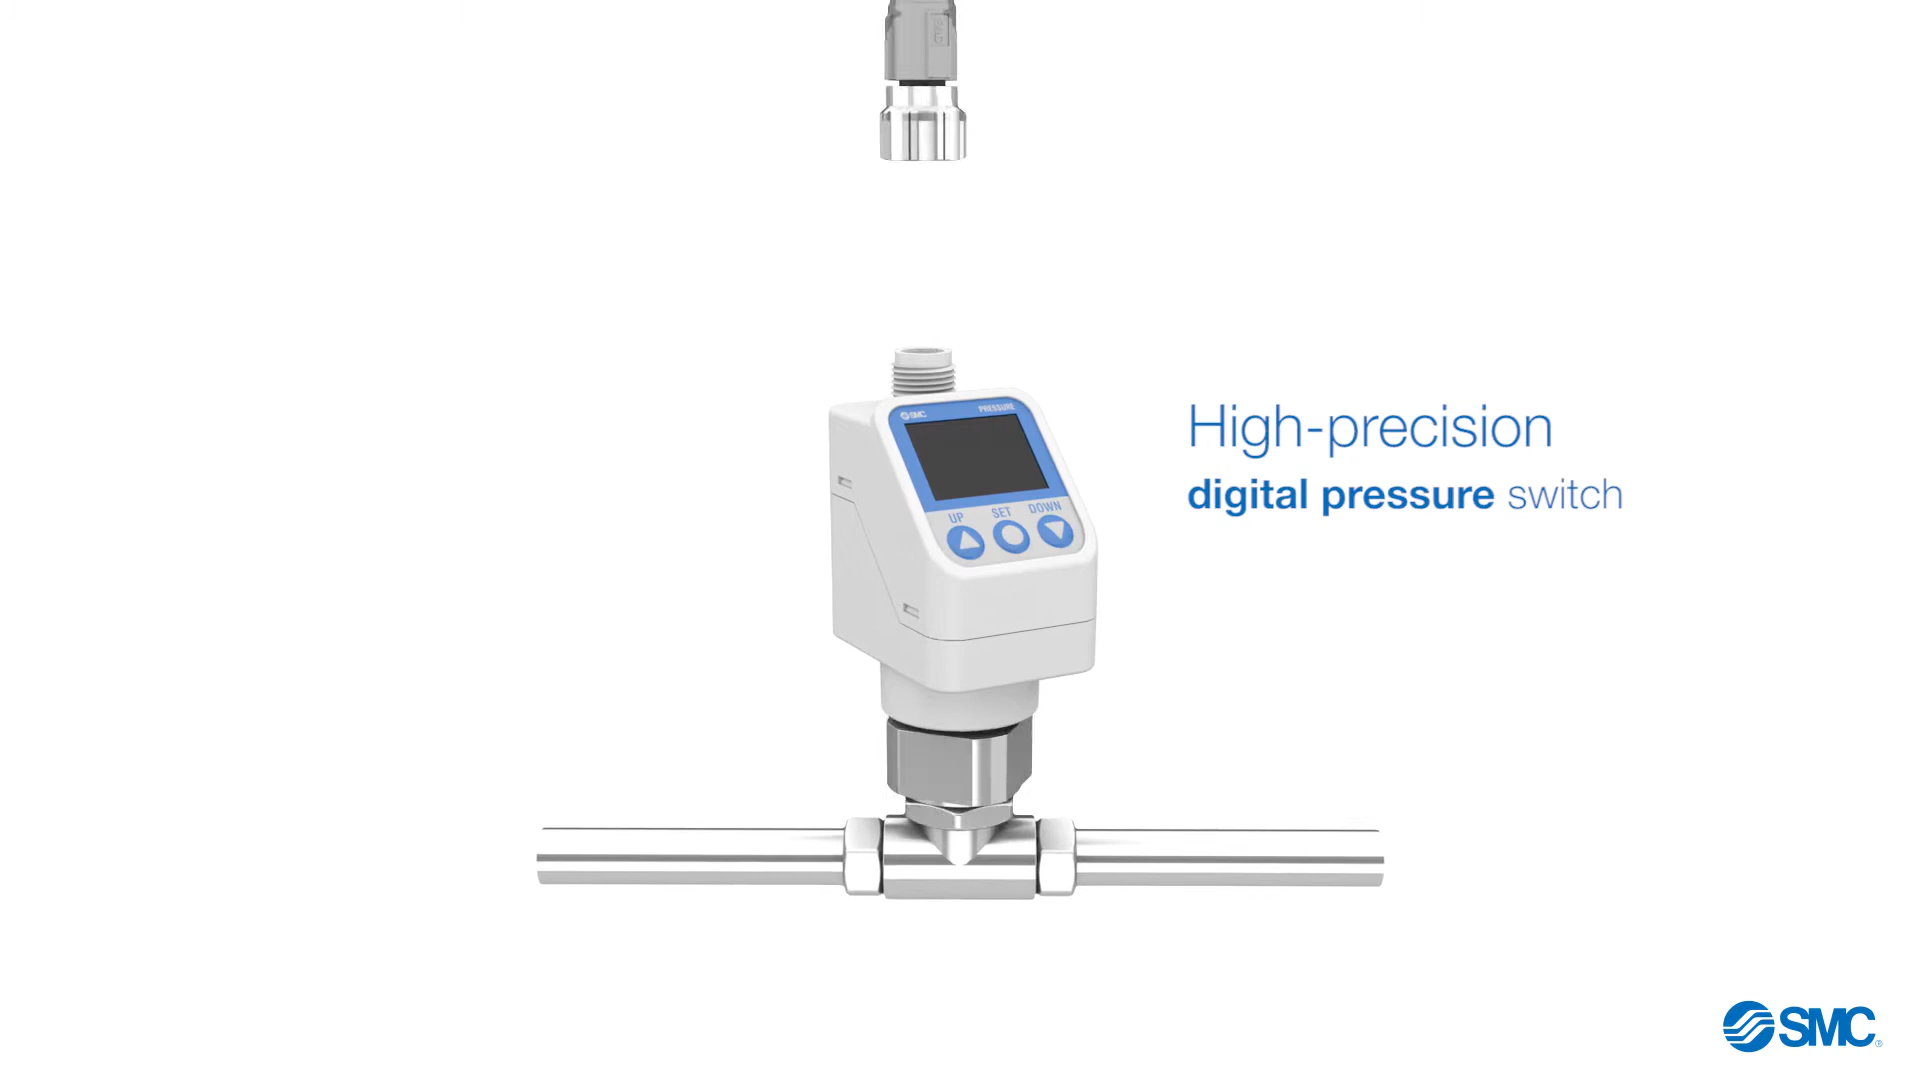 SMC PRESSURE
UP SET DOWN
High-precision
digital pressure switch
SMC®